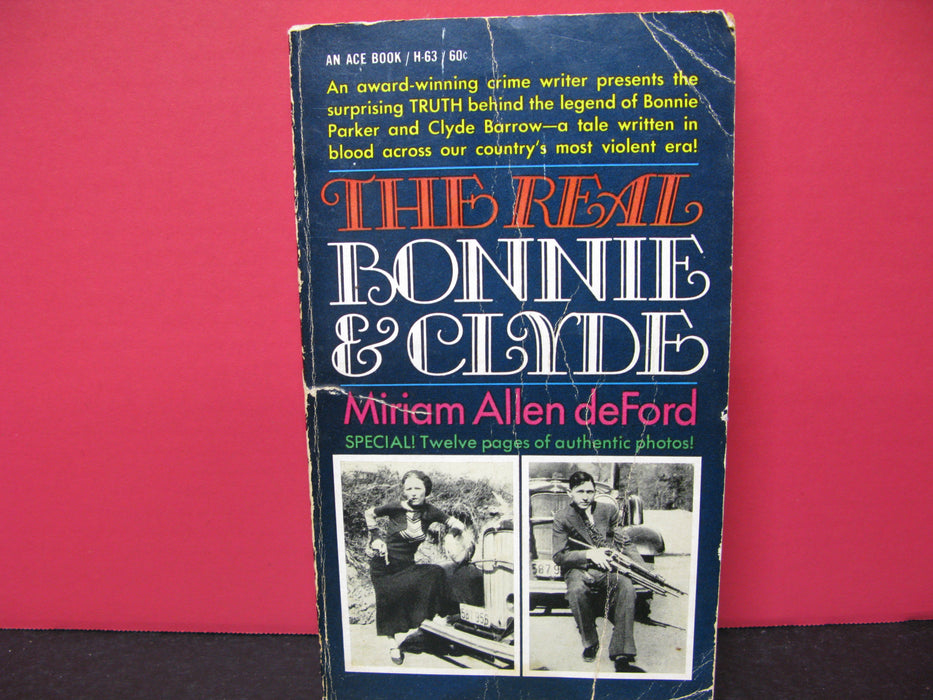 AN ACE BOOK / H-63 / 60c
An award-winning crime writer presents the
surprising TRUTH behind the legend of Bonnie
Parker and Clyde Barrow—a tale written in
blood across our country's most violent era!
THE REAL
BONNIE
& CLYDE
Miriam Allen deFord
SPECIAL! Twelve pages of authentic photos!